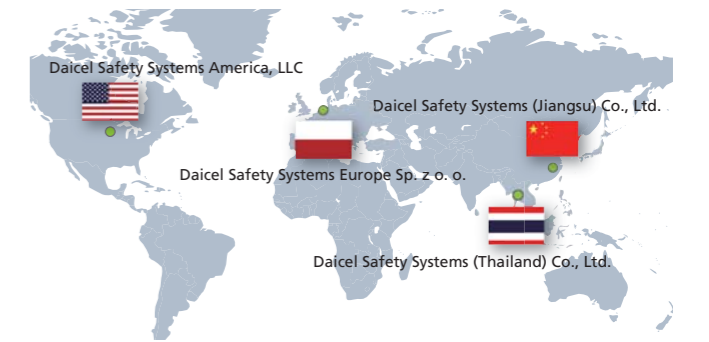 Daicel Safety Systems America, LLC
Daicel Safety Systems (Jiangsu) Co., Ltd.
Daicel Safety Systems Europe Sp. z o. o.
Daicel Safety Systems (Thailand) Co., Ltd.